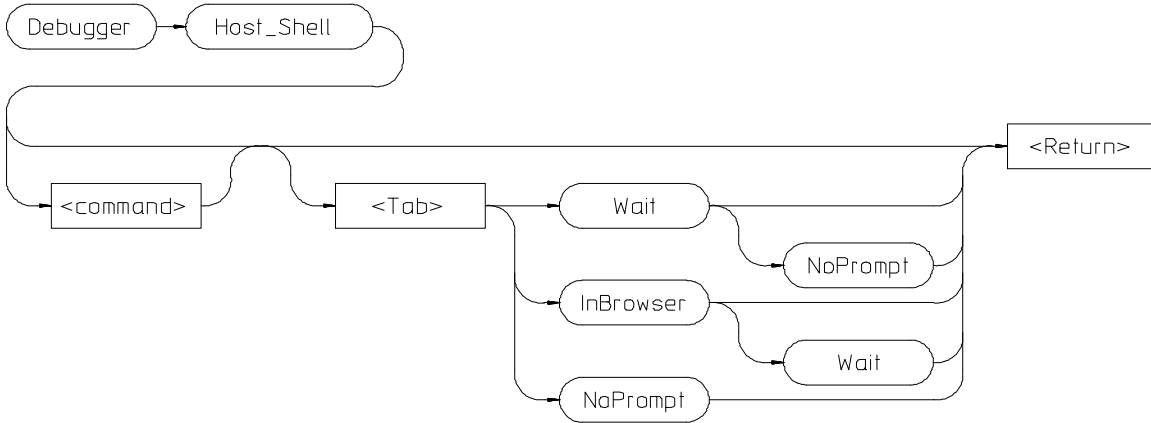 Debugger Host_Shell
<Return>
<command> <Tab> Wait
NoPrompt
InBrowser
Wait
NoPrompt